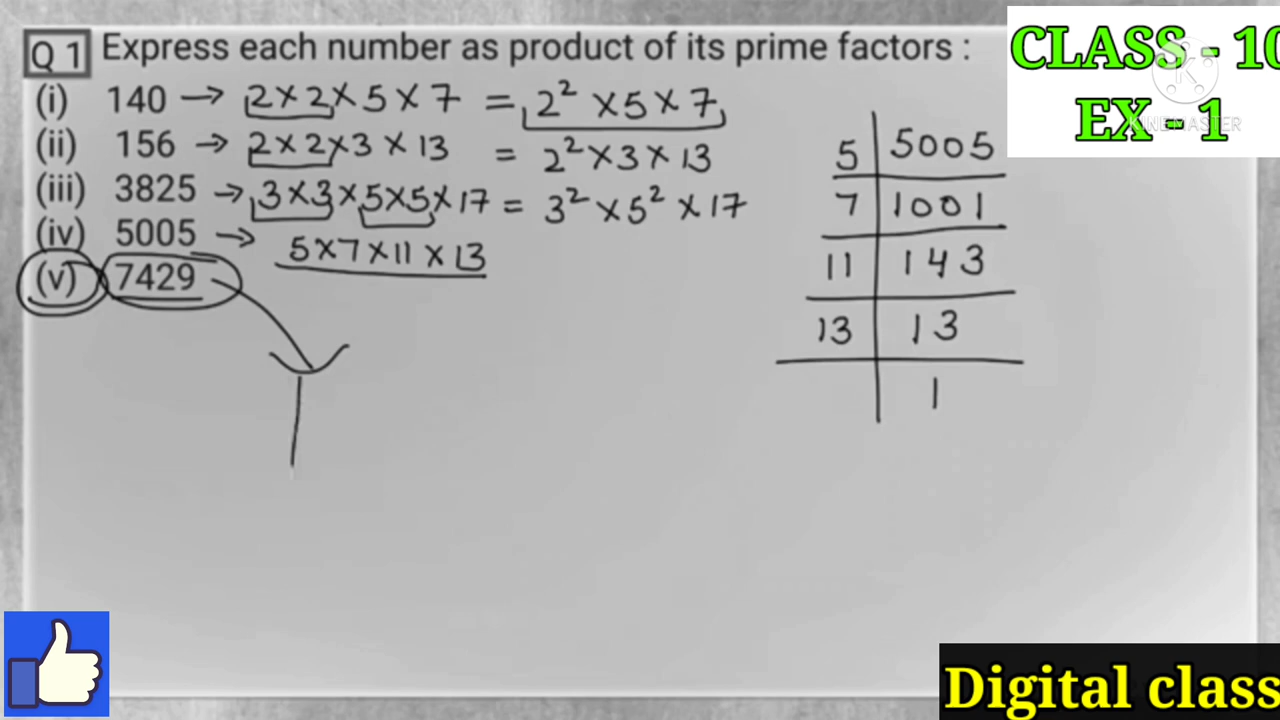 Q 1 Express each number as product of its prime factors :
(i) 140 → 2 × 2 × 5 × 7 = 2² × 5 × 7
(ii) 156 → 2 × 2 × 3 × 13 = 2² × 3 × 13
(iii) 3825 → 3 × 3 × 5 × 5 × 17 = 3² × 5² × 17
(iv) 5005 → 5 × 7 × 11 × 13
(v) 7429
5 | 5005
7 | 1001
11 | 143
13 | 13
| 1
CLASS - 10
EX - 1
K
KINEMASTER
Digital class